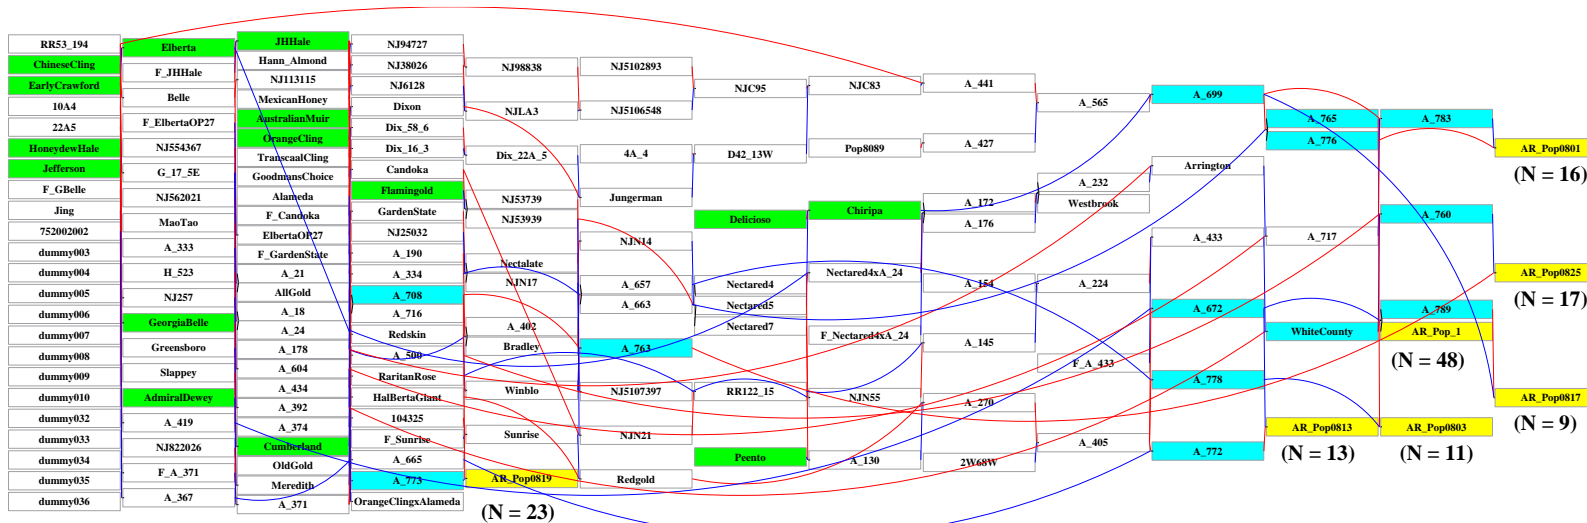 RR53_194
ChineseCling
EarlyCrawford
10A4
22A5
HoneydewHale
Jefferson
F_GBelle
Jing
752002002
dummy003
dummy004
dummy005
dummy006
dummy007
dummy008
dummy009
dummy010
dummy032
dummy033
dummy034
dummy035
dummy036
Elberta
F_JHHale
Belle
F_ElbertaOP27
NJ554367
G_17_5E
NJ562021
MaoTao
A_333
H_523
NJ257
GeorgiaBelle
Greensboro
Slappey
AdmiralDewey
A_419
NJ822026
F_A_371
A_367
JHHale
Hann_Almond
NJ113115
MexicanHoney
AustralianMuir
OrangeCling
TranscaalCling
GoodmansChoice
Alameda
F_Candoka
ElbertaOP27
F_GardenState
A_21
AllGold
A_18
A_24
A_178
A_604
A_434
A_392
A_374
Cumberland
OldGold
Meredith
A_371
NJ94727
NJ38026
NJ6128
Dixon
Dix_58_6
Dix_16_3
Candoka
Flamingold
GardenState
NJ25032
A_190
A_334
A_708
A_716
Redskin
A_500
RaritanRose
HalBertaGiant
104325
F_Sunrise
A_665
A_773
OrangeClingxAlameda
NJ98838
NJLA3
Dix_22A_5
NJ53739
NJ53939
Nectalate
NJN17
A_402
Bradley
Winblo
Sunrise
AR_Pop0819
(N = 23)
NJ5102893
NJ5106548
4A_4
Jungerman
NJN14
A_657
A_663
A_763
NJ5107397
NJN21
Redgold
NJC95
D42_13W
Delicioso
Nectared4
Nectared5
Nectared7
RR122_15
Peento
NJC83
Pop8089
Chiripa
Nectared4xA_24
F_Nectared4xA_24
NJN55
A_130
A_441
A_427
A_172
A_176
A_154
A_145
A_270
2W68W
A_565
A_232
Westbrook
A_224
F_A_433
A_405
A_699
Arrington
A_433
A_672
A_778
A_772
A_765
A_776
A_717
WhiteCounty
AR_Pop0813
(N = 13)
A_783
A_760
A_789
AR_Pop_1
(N = 48)
AR_Pop0803
(N = 11)
AR_Pop0801
(N = 16)
AR_Pop0825
(N = 17)
AR_Pop0817
(N = 9)